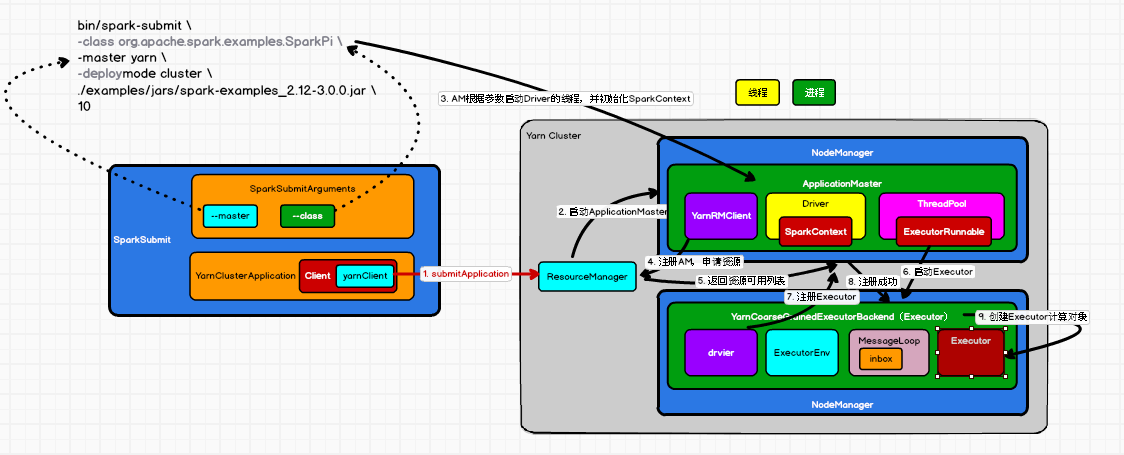 bin/spark-submit \
-class org.apache.spark.examples.SparkPi \
-master yarn \
-deploymode cluster \
./examples/jars/spark-examples_2.12-3.0.0.jar \
10
线程
进程
3. AM根据参数启动Driver的线程，并初始化SparkContext
Yarn Cluster
NodeManager
ApplicationMaster
YarnRMClient
Driver
SparkContext
ThreadPool
ExecutorRunnable
2. 启动ApplicationMaster
SparkSubmit
SparkSubmitArguments
--master
--class
YarnClusterApplication
Client
yarnClient
1. submitApplication
ResourceManager
4. 注册AM，申请资源
5. 返回资源可用列表
6. 启动Executor
7. 注册Executor
8. 注册成功
9. 创建Executor计算对象
YarnCoarseGrainedExecutorBackend（Executor）
drvier
ExecutorEnv
MessageLoop
inbox
Executor
NodeManager